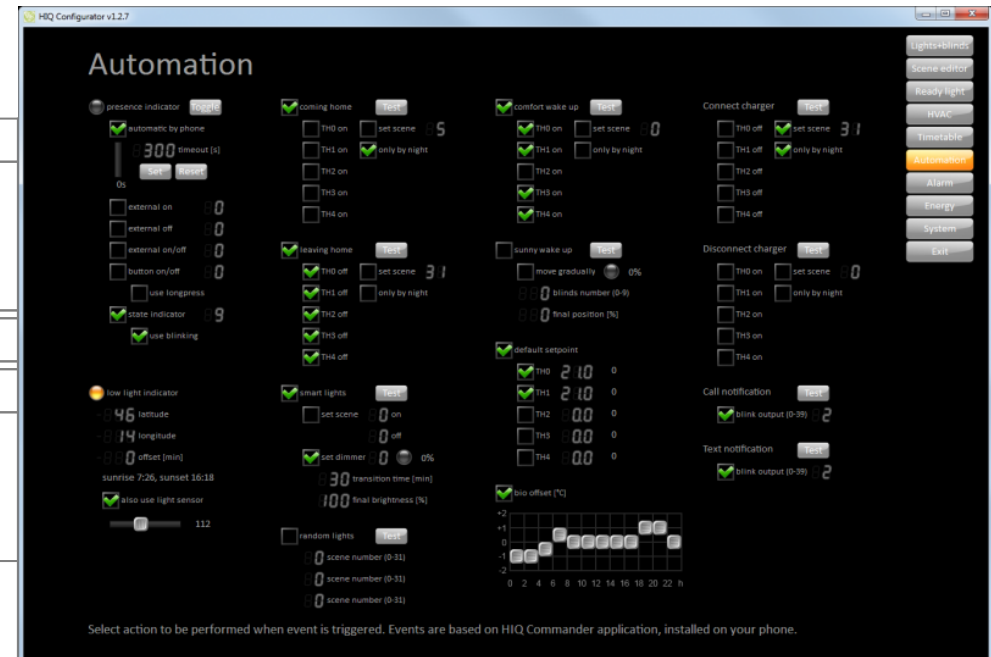 HIQ Configurator v1.2.7
Automation
presence indicator Toggle
automatic by phone
300 timeout [s]
Set Reset
0s
external on 0
external off 0
external on/off 0
button on/off 0
use longpress
state indicator 9
use blinking
low light indicator
46 latitude
14 longitude
0 offset [min]
sunrise 7:26, sunset 16:18
also use light sensor
112
coming home Test
TH0 on set scene 5
TH1 on only by night
TH2 on
TH3 on
TH4 on
leaving home Test
TH0 off set scene 31
TH1 off only by night
TH2 off
TH3 off
TH4 off
smart lights Test
set scene 0 on
0 off
set dimmer 0 0%
30 transition time [min]
100 final brightness [%]
random lights Test
0 scene number (0-31)
0 scene number (0-31)
0 scene number (0-31)
comfort wake up Test
TH0 on set scene 0
TH1 on only by night
TH2 on
TH3 on
TH4 on
sunny wake up Test
move gradually 0%
0 blinds number (0-9)
0 final position [%]
default setpoint
TH0 21.0 0
TH1 21.0 0
TH2 0.0 0
TH3 0.0 0
TH4 0.0 0
bio offset [°C]
+2
+1
0
-1
-2
0 2 4 6 8 10 12 14 16 18 20 22 h
Connect charger Test
TH0 off set scene 31
TH1 off only by night
TH2 off
TH3 off
TH4 off
Disconnect charger Test
TH0 on set scene 0
TH1 on only by night
TH2 on
TH3 on
TH4 on
Call notification Test
blink output (0-39) 2
Text notification Test
blink output (0-39) 2
Lights+blinds
Scene editor
Ready light
HVAC
Timetable
Automation
Alarm
Energy
System
Exit
Select action to be performed when event is triggered. Events are based on HIQ Commander application, installed on your phone.